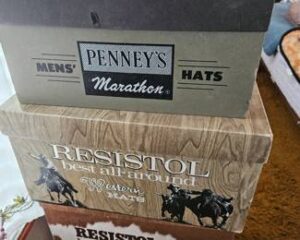 PENNEY'S
MENS' Marathon® HATS
RESISTOL
best all-around
Western
HATS
RESISTOL